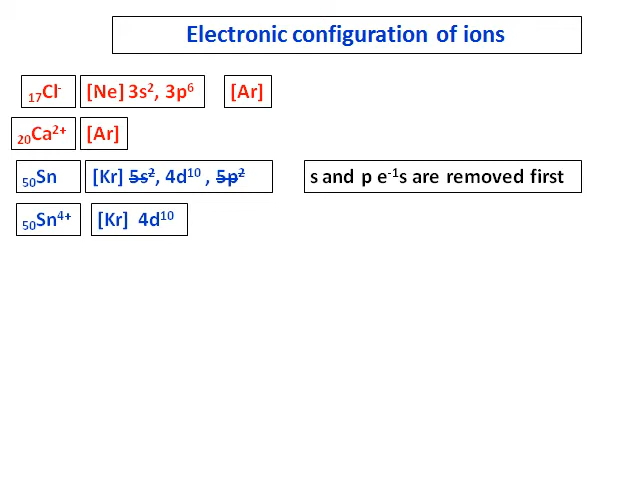 Electronic configuration of ions
₁₇Cl⁻ [Ne] 3s², 3p⁶ [Ar]
₂₀Ca²⁺ [Ar]
₅₀Sn [Kr] 5s², 4d¹⁰ , 5p² s and p e⁻¹s are removed first
₅₀Sn⁴⁺ [Kr] 4d¹⁰